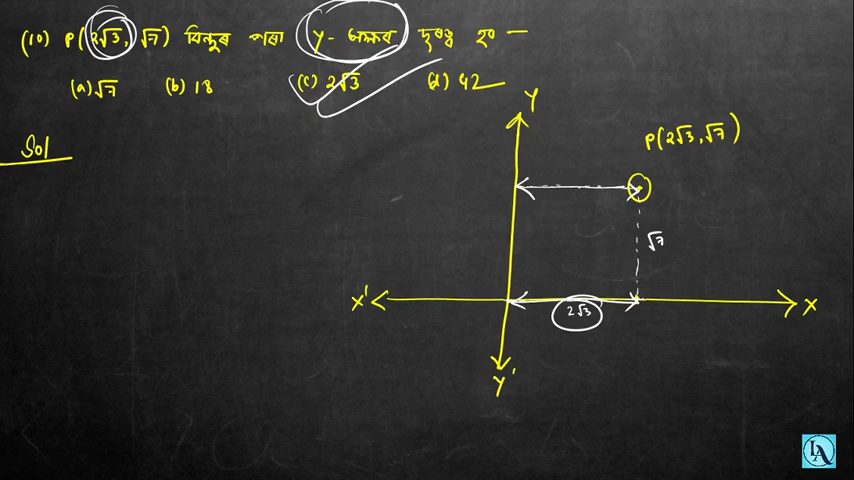 (10) P(2√3, √7) বিন্দুৰ পৰা y-অক্ষৰ দূৰত্ব হ'ব —
(a) √7 (b) 18 (c) 2√3 (d) 42
Sol
Y
P(2√3, √7)
√7
X' X
2√3
Y'
LA